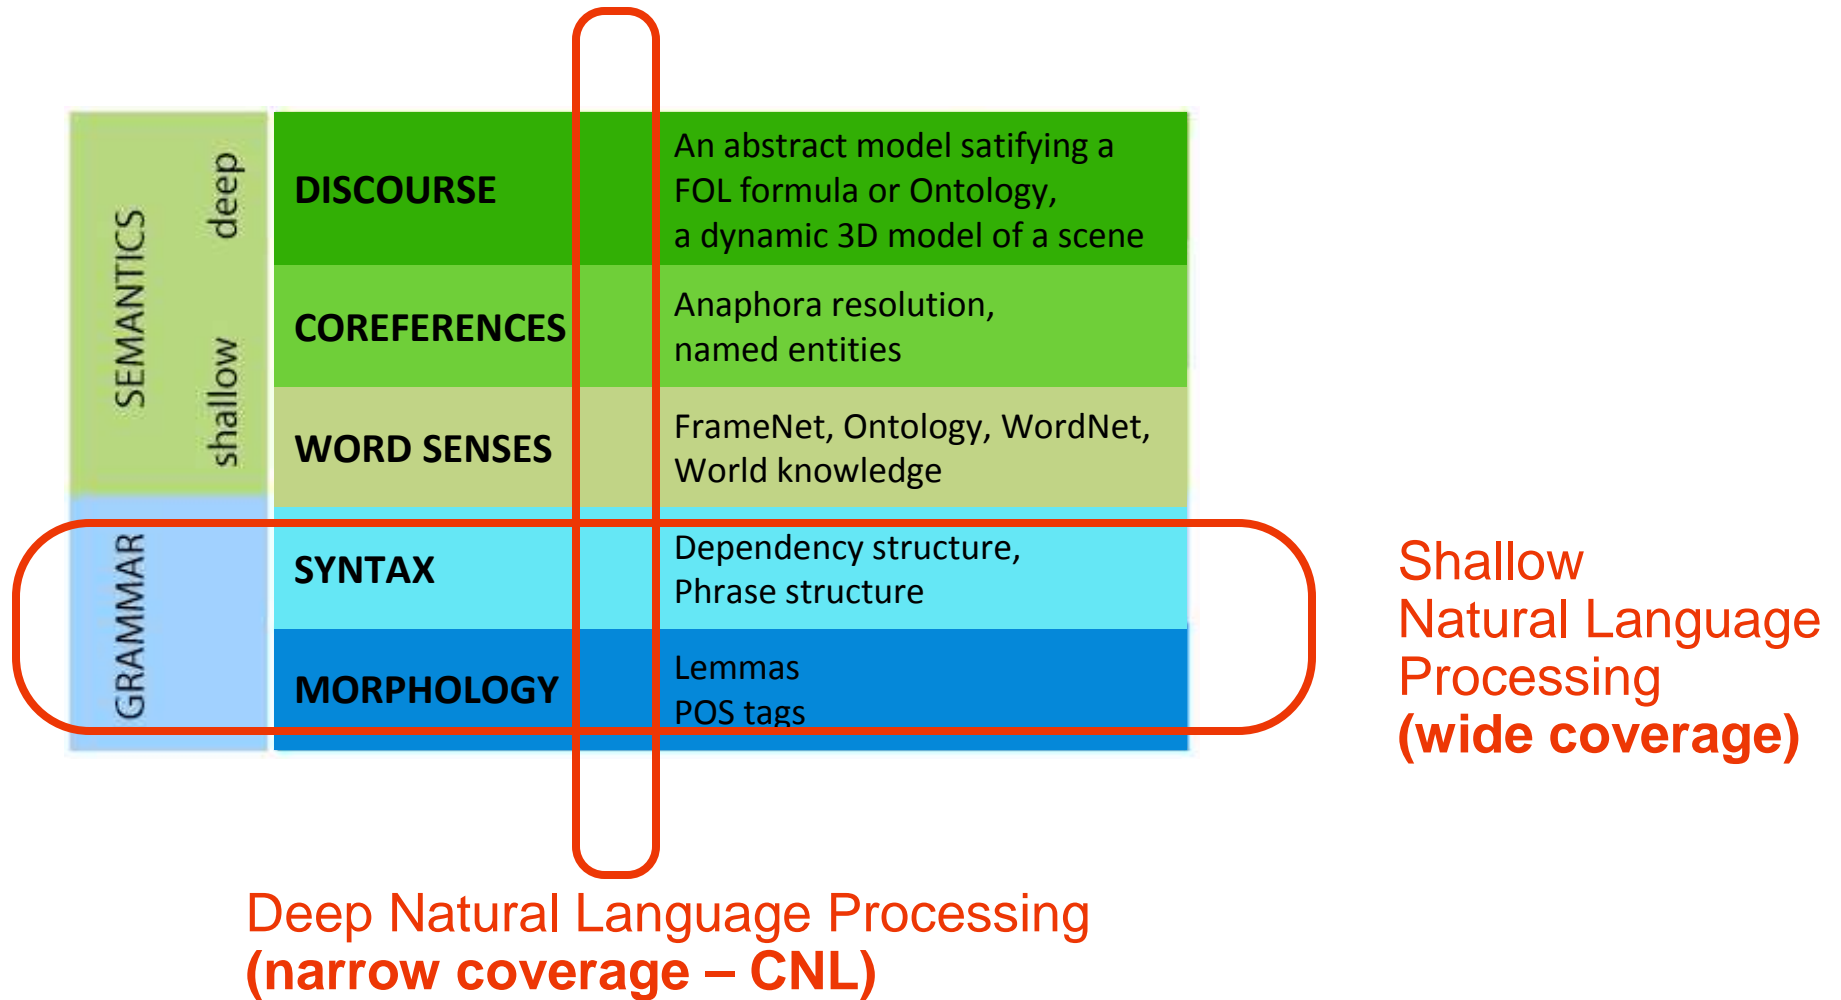 SEMANTICS
deep
shallow
DISCOURSE
An abstract model satifying a
FOL formula or Ontology,
a dynamic 3D model of a scene
COREFERENCES
Anaphora resolution,
named entities
WORD SENSES
FrameNet, Ontology, WordNet,
World knowledge
GRAMMAR
SYNTAX
Dependency structure,
Phrase structure
MORPHOLOGY
Lemmas
POS tags
Shallow
Natural Language
Processing
(wide coverage)
Deep Natural Language Processing
(narrow coverage – CNL)